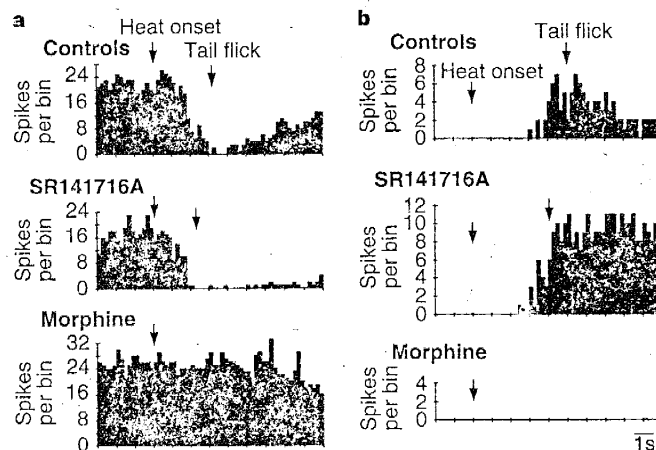 a
Controls
Heat onset
Tail flick
Spikes per bin
24
16
8
0
SR141716A
Spikes per bin
24
16
8
0
Morphine
Spikes per bin
32
24
16
8
0
b
Controls
Tail flick
Heat onset
Spikes per bin
8
6
4
2
0
SR141716A
Spikes per bin
12
10
8
6
4
2
0
Morphine
Spikes per bin
4
2
0
1s